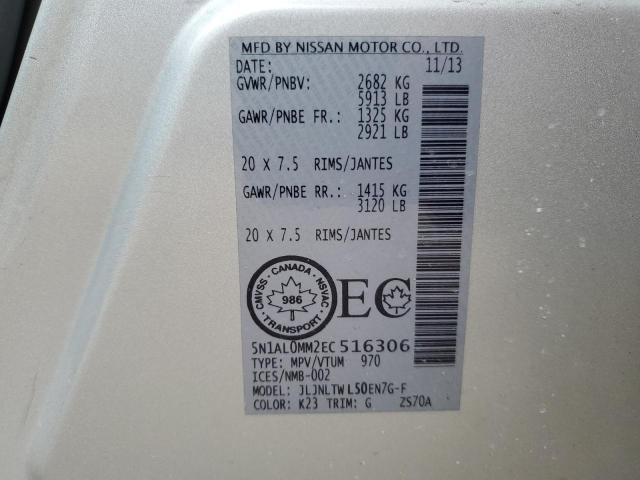 MFD BY NISSAN MOTOR CO., LTD.
DATE: 11/13
GVWR/PNBV: 2682 KG
5913 LB
GAWR/PNBE FR.: 1325 KG
2921 LB
20 X 7.5 RIMS/JANTES
GAWR/PNBE RR.: 1415 KG
3120 LB
20 X 7.5 RIMS/JANTES
CMVSS · CANADA · NSVAC · TRANSPORT ·
986
EC
5N1AL0MM2EC516306
TYPE: MPV/VTUM 970
ICES/NMB-002
MODEL: JLJNLTWL50EN7G-F
COLOR: K23 TRIM: G ZS70A